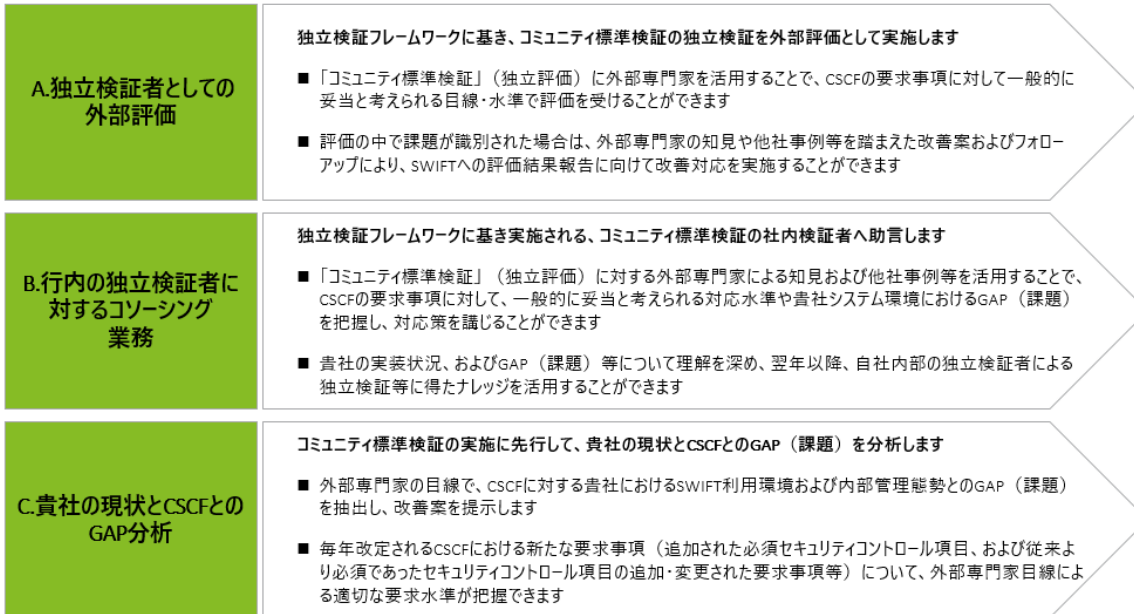 A.独立検証者としての
外部評価
独立検証フレームワークに基き、コミュニティ標準検証の独立検証を外部評価として実施します
■ 「コミュニティ標準検証」（独立評価）に外部専門家を活用することで、CSCFの要求事項に対して一般的に
妥当と考えられる目線・水準で評価を受けることができます
■ 評価の中で課題が識別された場合は、外部専門家の知見や他社事例等を踏まえた改善案およびフォロー
アップにより、SWIFTへの評価結果報告に向けて改善対応を実施することができます
B.行内の独立検証者に
対するコソーシング
業務
独立検証フレームワークに基き実施される、コミュニティ標準検証の社内検証者へ助言します
■ 「コミュニティ標準検証」（独立評価）に対する外部専門家による知見および他社事例等を活用することで、
CSCFの要求事項に対して、一般的に妥当と考えられる対応水準や貴社システム環境におけるGAP（課題）
を把握し、対応策を講じることができます
■ 貴社の実装状況、およびGAP（課題）等について理解を深め、翌年以降、自社内部の独立検証者による
独立検証等に得たナレッジを活用することができます
C.貴社の現状とCSCFとの
GAP分析
コミュニティ標準検証の実施に先行して、貴社の現状とCSCFとのGAP（課題）を分析します
■ 外部専門家の目線で、CSCFに対する貴社におけるSWIFT利用環境および内部管理態勢とのGAP（課題）
を抽出し、改善案を提示します
■ 毎年改定されるCSCFにおける新たな要求事項（追加された必須セキュリティコントロール項目、および従来よ
り必須であったセキュリティコントロール項目の追加・変更された要求事項等）について、外部専門家目線によ
る適切な要求水準が把握できます